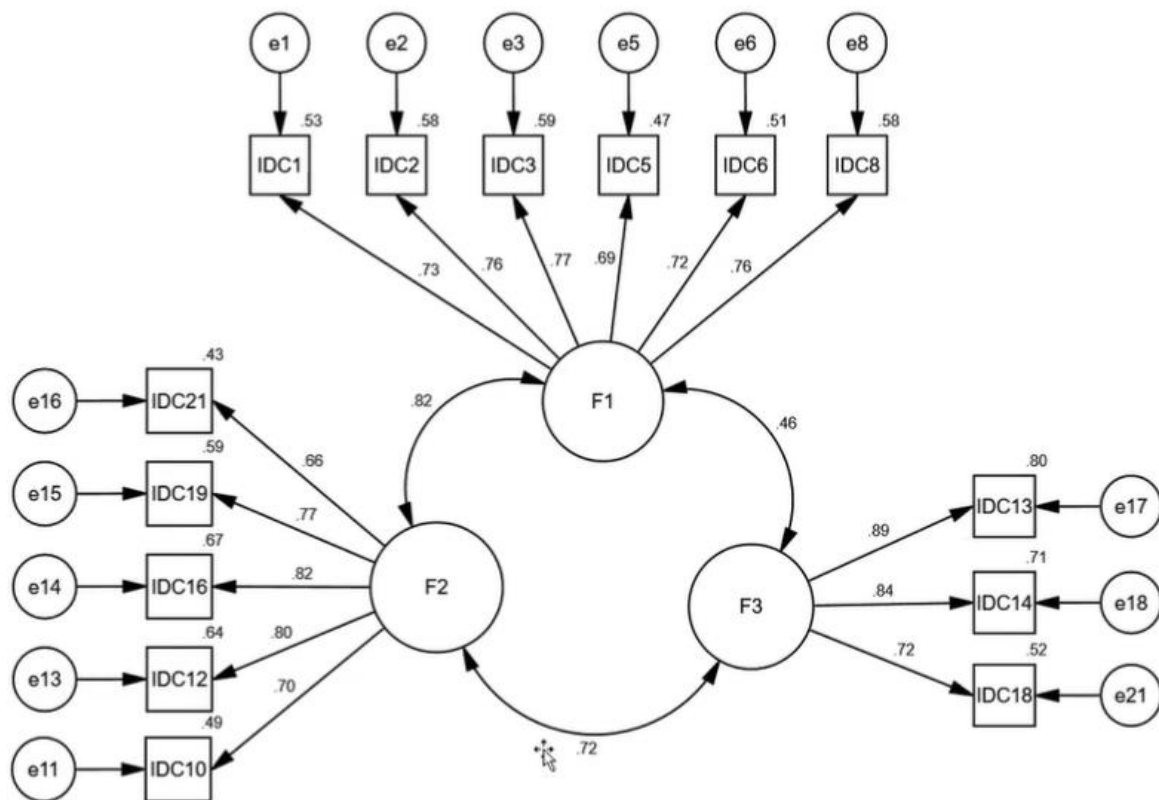 e1 e2 e3 e5 e6 e8
.53 .58 .59 .47 .51 .58
IDC1 IDC2 IDC3 IDC5 IDC6 IDC8
.73 .76 .77 .69 .72 .76
.43
e16 IDC21
.82 F1 .46
.66
.59 .80
e15 IDC19
.77
IDC13 e17
.89
.67 .71
e14 IDC16 .82 F2
F3 .84 IDC14 e18
.64 .80
.72 .52
e13 IDC12
.70
IDC18 e21
.49
.72
e11 IDC10